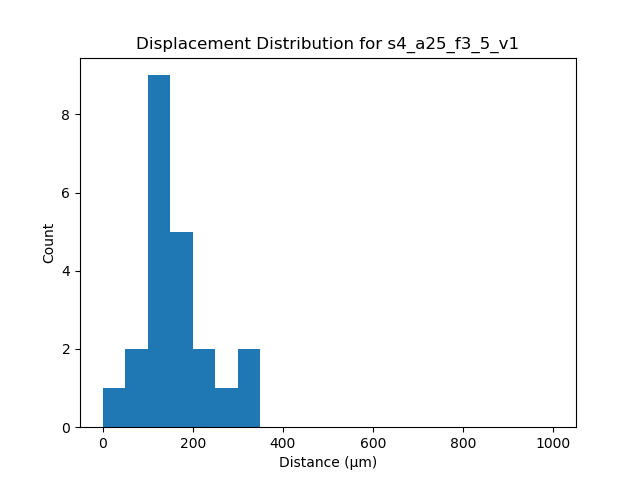 Displacement Distribution for s4_a25_f3_5_v1
8
6
4
2
0
Count
0 200 400 600 800 1000
Distance (μm)